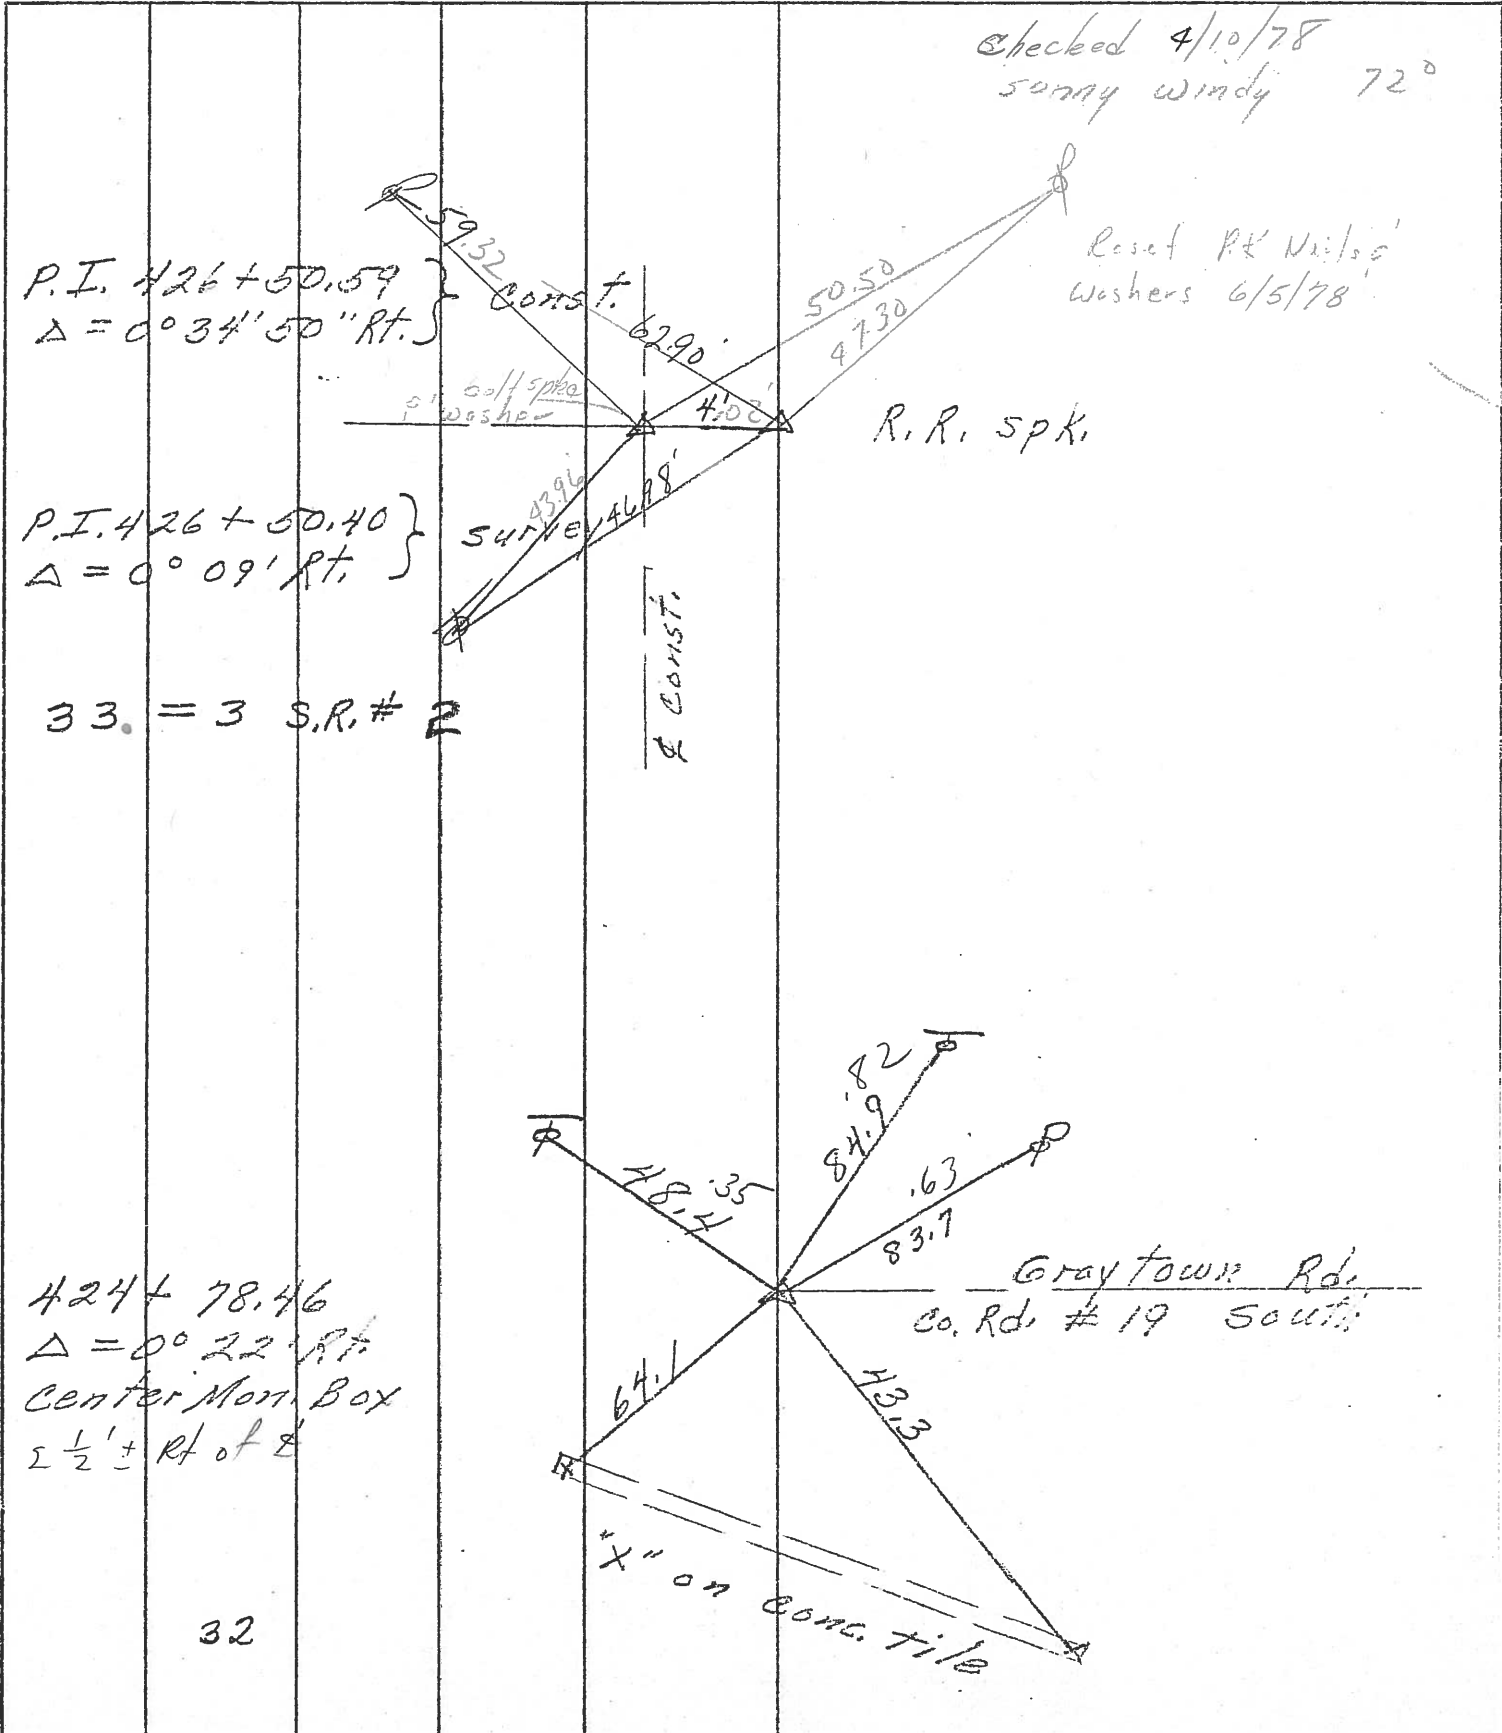 checked 4/10/78
sunny windy 72°
Reset P.K Nails &
washers 6/5/78
59.32
P.I. 426 + 50.59 } Const.
Δ = 0° 34' 50" Rt.
62.90'
50.50
47.30
washer
4.02'
R.R. spk.
43.96
46.98'
P.I. 426 + 50.40 } survey
Δ = 0° 09' Rt.
℄ Const.
33. = 3 S.R. # 2
.82
84.9
.35
48.4
.63
83.7
Graytown Rd.
Co. Rd. # 19 South
424 + 78.46
Δ = 0° 22' Rt.
Center Mon. Box
½' ± Rt of ℄
64.1
43.3
"X" on conc. tile
32